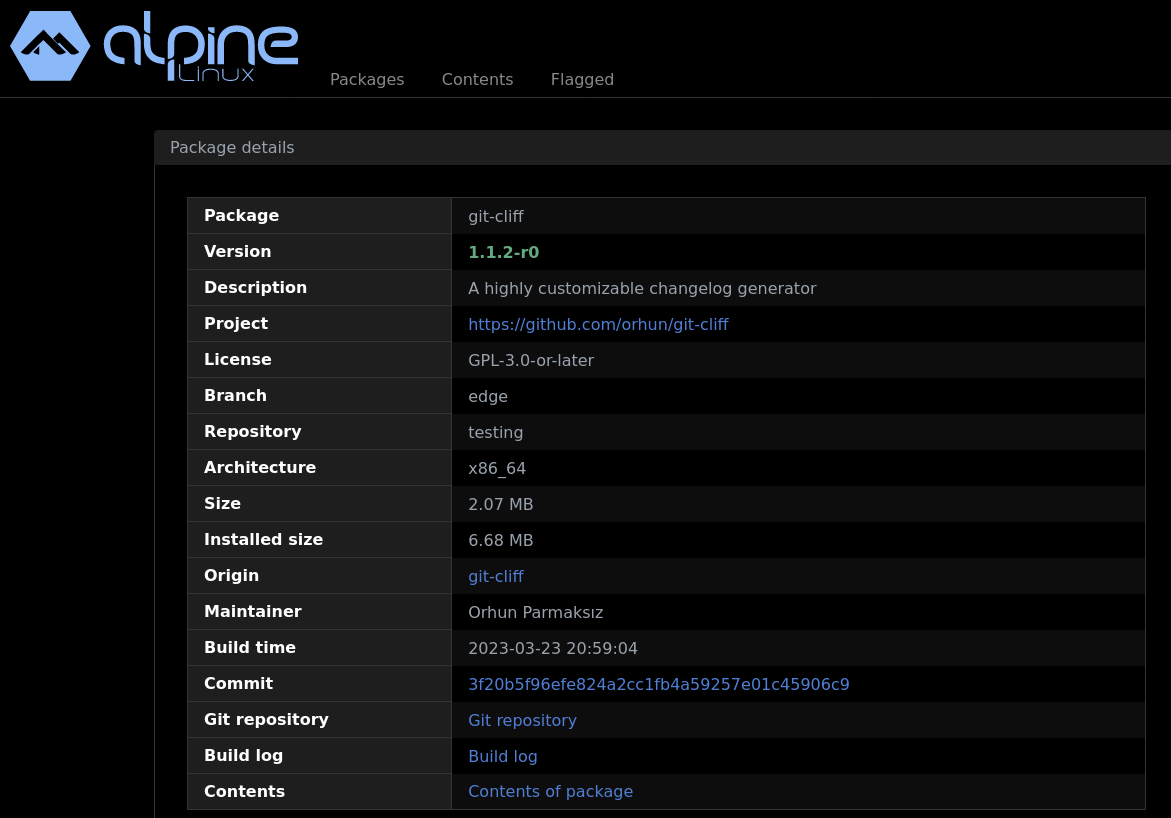 alpine
Linux
Packages Contents Flagged
Package details
Package git-cliff
Version 1.1.2-r0
Description A highly customizable changelog generator
Project https://github.com/orhun/git-cliff
License GPL-3.0-or-later
Branch edge
Repository testing
Architecture x86_64
Size 2.07 MB
Installed size 6.68 MB
Origin git-cliff
Maintainer Orhun Parmaksız
Build time 2023-03-23 20:59:04
Commit 3f20b5f96efe824a2cc1fb4a59257e01c45906c9
Git repository Git repository
Build log Build log
Contents Contents of package